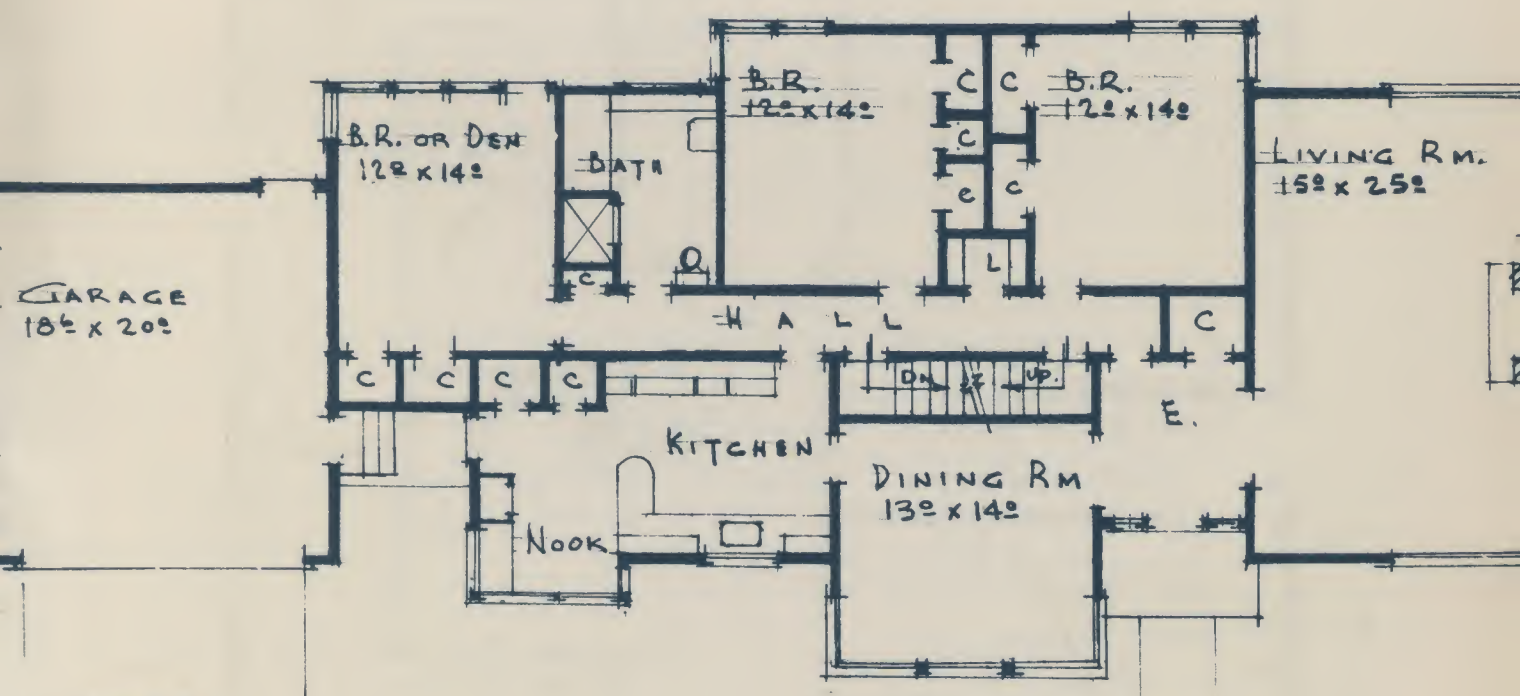 B.R.
12⁰ x 14⁰
B.R.
12⁰ x 14⁰
C
C
B.R. OR DEN
12⁰ x 14⁰
BATH
C
LIVING RM.
15⁰ x 25⁰
C
C
L
C
GARAGE
18⁶ x 20⁰
HALL
C
C
C
C
C
DN.
UP.
E.
KITCHEN
DINING RM
13⁰ x 14⁰
NOOK